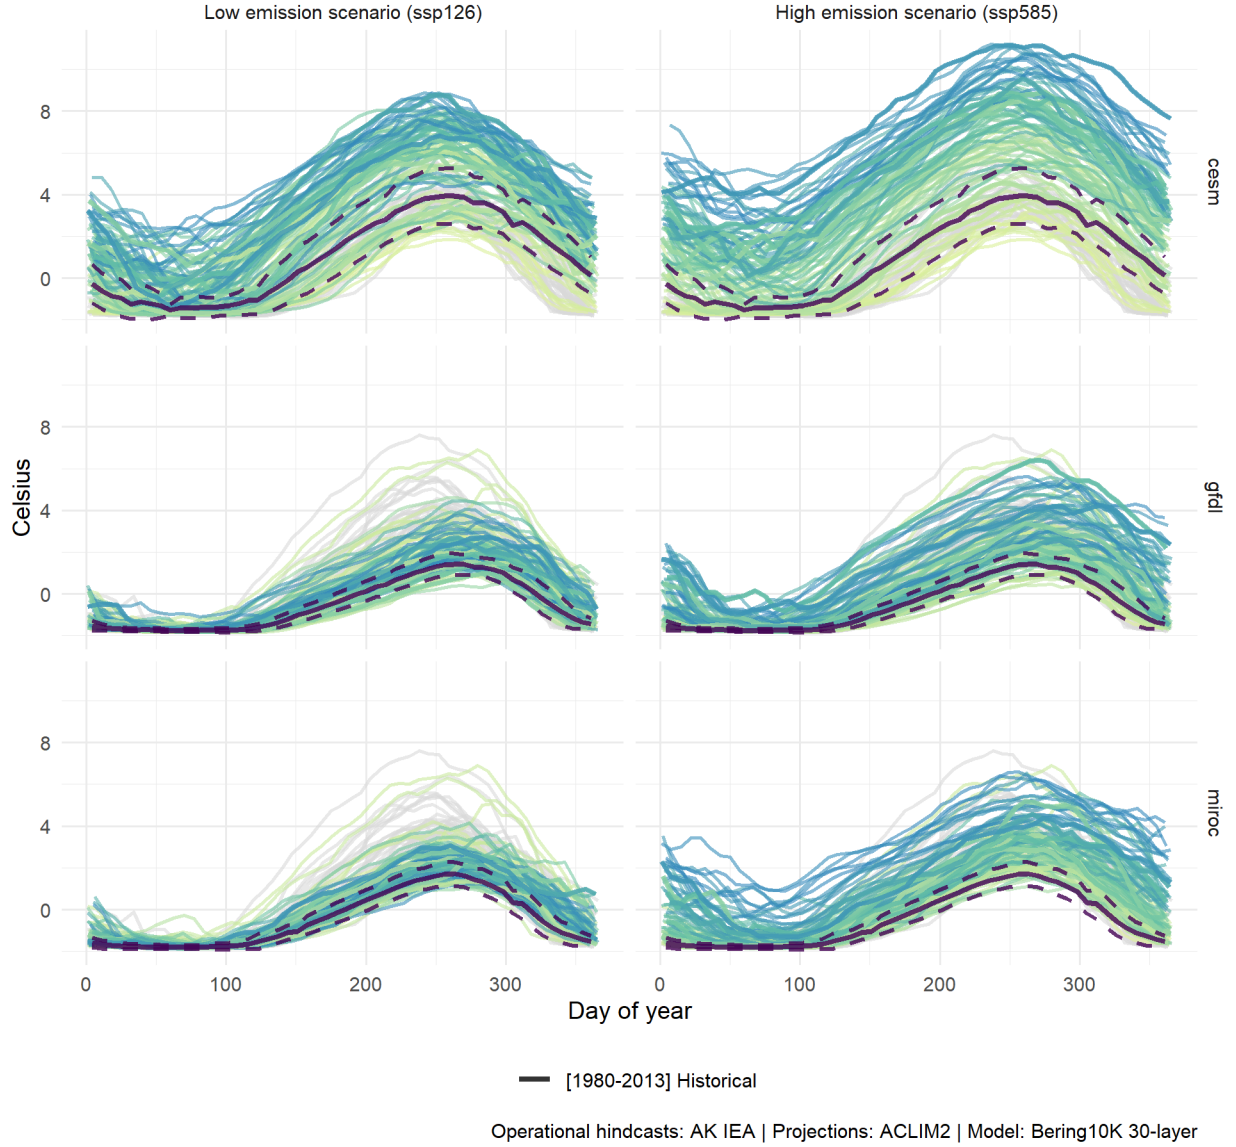 Low emission scenario (ssp126)
High emission scenario (ssp585)
8
4
0
cesm
8
4
0
gfdl
8
4
0
miroc
Celsius
0 100 200 300
0 100 200 300
Day of year
[1980-2013] Historical
Operational hindcasts: AK IEA | Projections: ACLIM2 | Model: Bering10K 30-layer